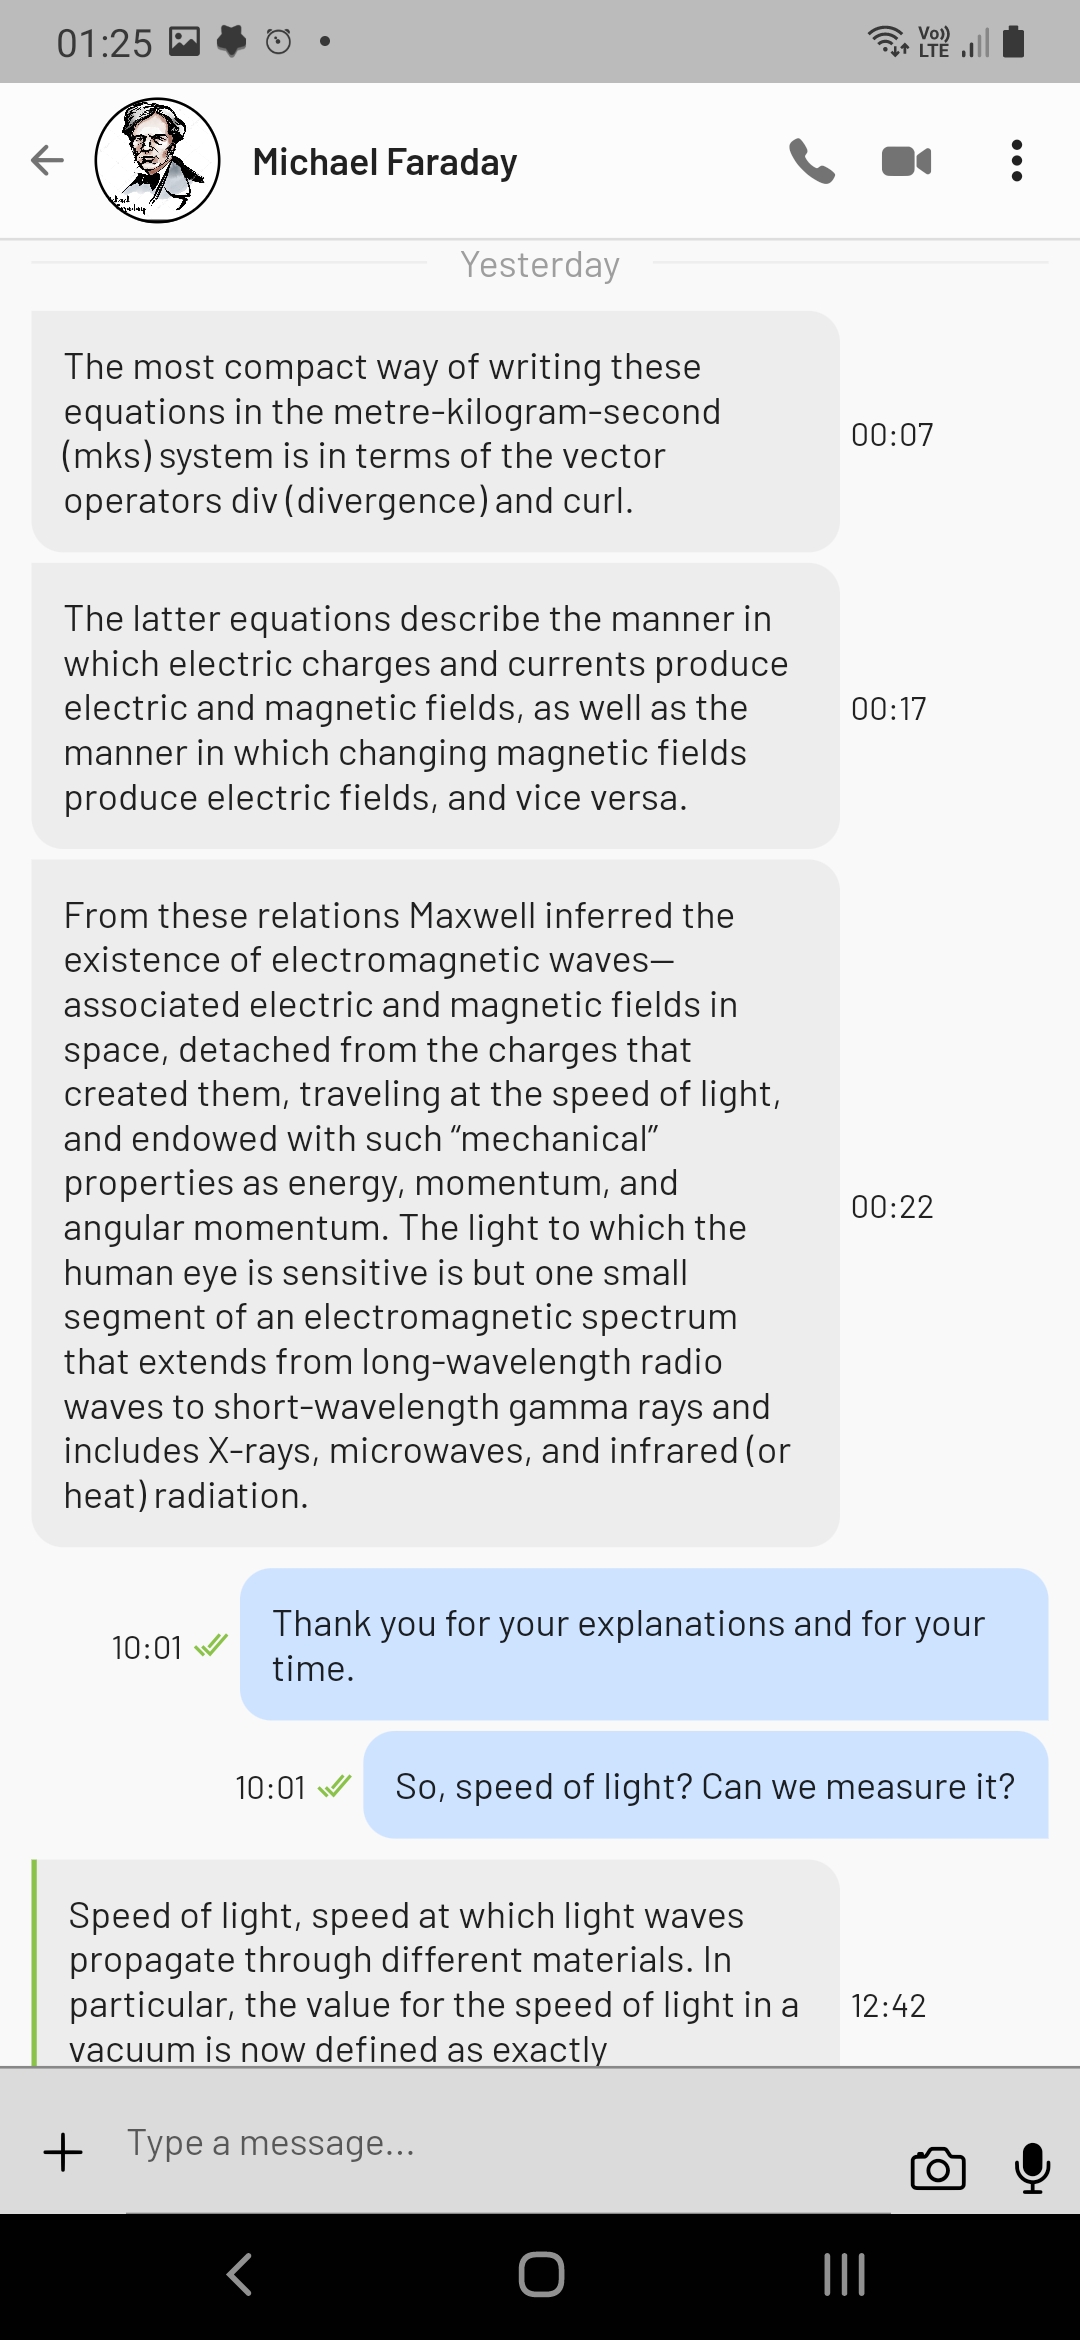 01:25
Vo))
LTE
Michael Faraday
Yesterday
The most compact way of writing these
equations in the metre-kilogram-second
(mks) system is in terms of the vector
operators div (divergence) and curl.
00:07
The latter equations describe the manner in
which electric charges and currents produce
electric and magnetic fields, as well as the
manner in which changing magnetic fields
produce electric fields, and vice versa.
00:17
From these relations Maxwell inferred the
existence of electromagnetic waves—
associated electric and magnetic fields in
space, detached from the charges that
created them, traveling at the speed of light,
and endowed with such “mechanical”
properties as energy, momentum, and
angular momentum. The light to which the
human eye is sensitive is but one small
segment of an electromagnetic spectrum
that extends from long-wavelength radio
waves to short-wavelength gamma rays and
includes X-rays, microwaves, and infrared (or
heat) radiation.
00:22
Thank you for your explanations and for your
time.
10:01
So, speed of light? Can we measure it?
10:01
Speed of light, speed at which light waves
propagate through different materials. In
particular, the value for the speed of light in a
vacuum is now defined as exactly
12:42
Type a message...